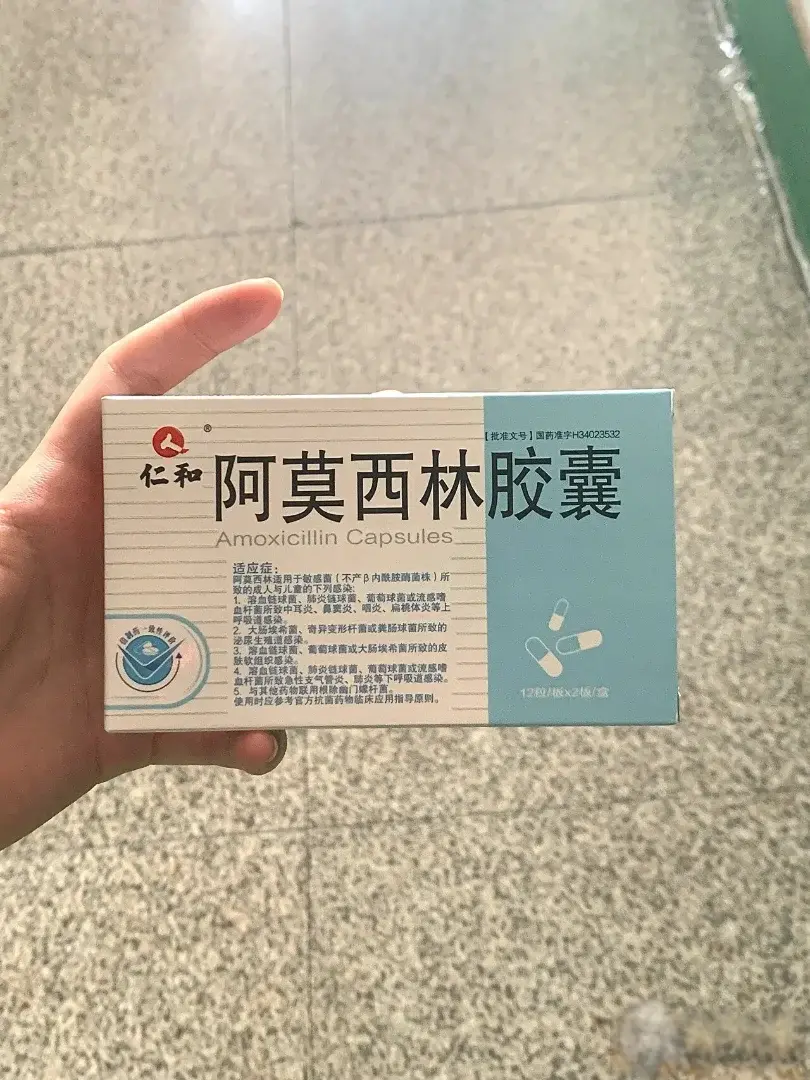 【批准文号】国药准字H34023532
仁和®
阿莫西林胶囊
Amoxicillin Capsules
适应症：
阿莫西林适用于敏感菌（不产β内酰胺酶菌株）所
致的成人与儿童的下列感染：
1. 溶血链球菌、肺炎链球菌、葡萄球菌或流感嗜
血杆菌所致中耳炎、鼻窦炎、咽炎、扁桃体炎等上
呼吸道感染。
2. 大肠埃希菌、奇异变形杆菌或粪肠球菌所致的
泌尿生殖道感染。
3. 溶血链球菌、葡萄球菌或大肠埃希菌所致的皮
肤软组织感染。
4. 溶血链球菌、肺炎链球菌、葡萄球菌或流感嗜
血杆菌所致急性支气管炎、肺炎等下呼吸道感染。
5. 与其他药物联用根除幽门螺杆菌。
使用时应参考官方抗菌药物临床应用指导原则。
仿制药一致性评价
12粒/板x2板/盒